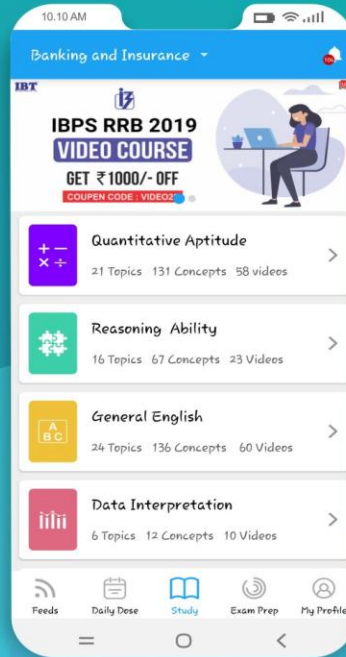 10.10 AM
Banking and Insurance
IBT
IBPS RRB 2019
VIDEO COURSE
GET ₹1000/- OFF
COUPEN CODE : VIDEO2
Quantitative Aptitude
21 Topics 131 Concepts 58 videos
Reasoning Ability
16 Topics 67 Concepts 23 Videos
General English
A
B C
24 Topics 136 Concepts 60 Videos
Data Interpretation
6 Topics 12 Concepts 10 Videos
Feeds Daily Dose Study Exam Prep My Profile